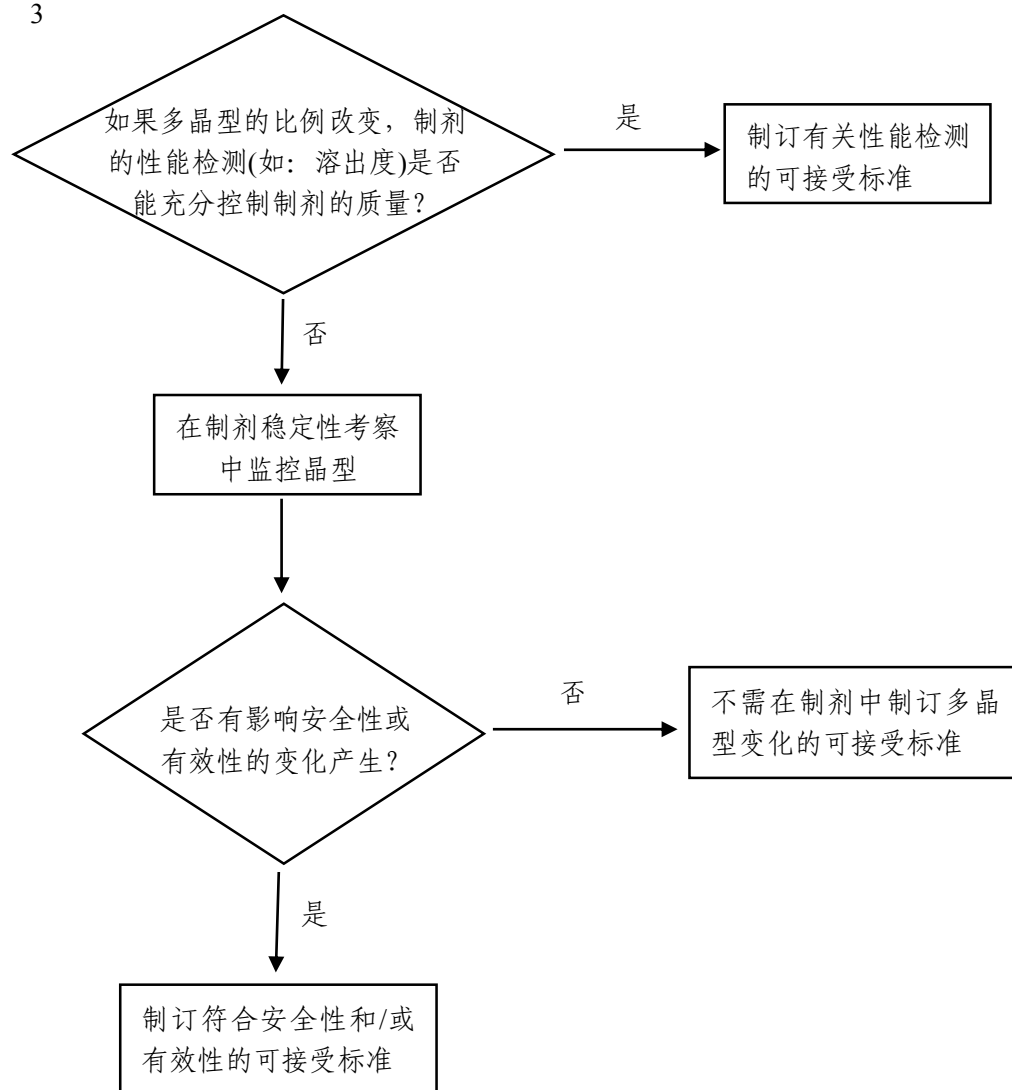 3
如果多晶型的比例改变，制剂
的性能检测(如：溶出度)是否
能充分控制制剂的质量？
是
制订有关性能检测
的可接受标准
否
在制剂稳定性考察
中监控晶型
是否有影响安全性或
有效性的变化产生？
否
不需在制剂中制订多晶
型变化的可接受标准
是
制订符合安全性和/或
有效性的可接受标准